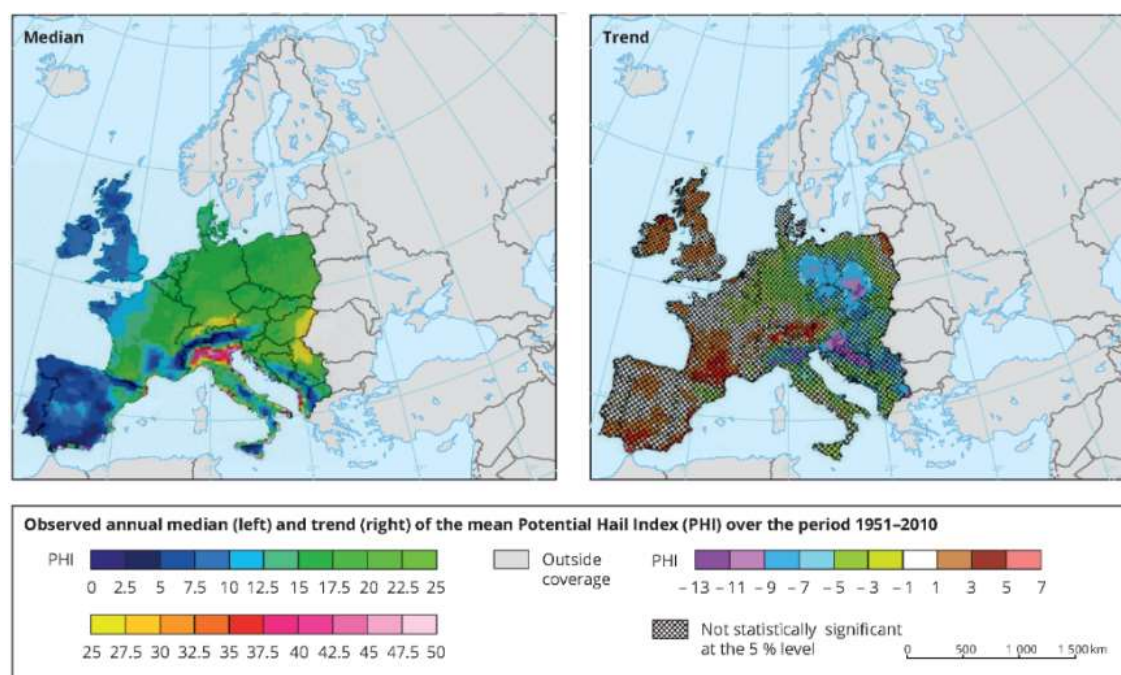 Median
Trend
Observed annual median (left) and trend (right) of the mean Potential Hail Index (PHI) over the period 1951–2010
PHI
0 2.5 5 7.5 10 12.5 15 17.5 20 22.5 25
25 27.5 30 32.5 35 37.5 40 42.5 45 47.5 50
Outside
coverage
PHI
– 13 – 11 – 9 – 7 – 5 – 3 – 1 1 3 5 7
Not statistically significant
at the 5 % level
0 500 1 000 1 500 km